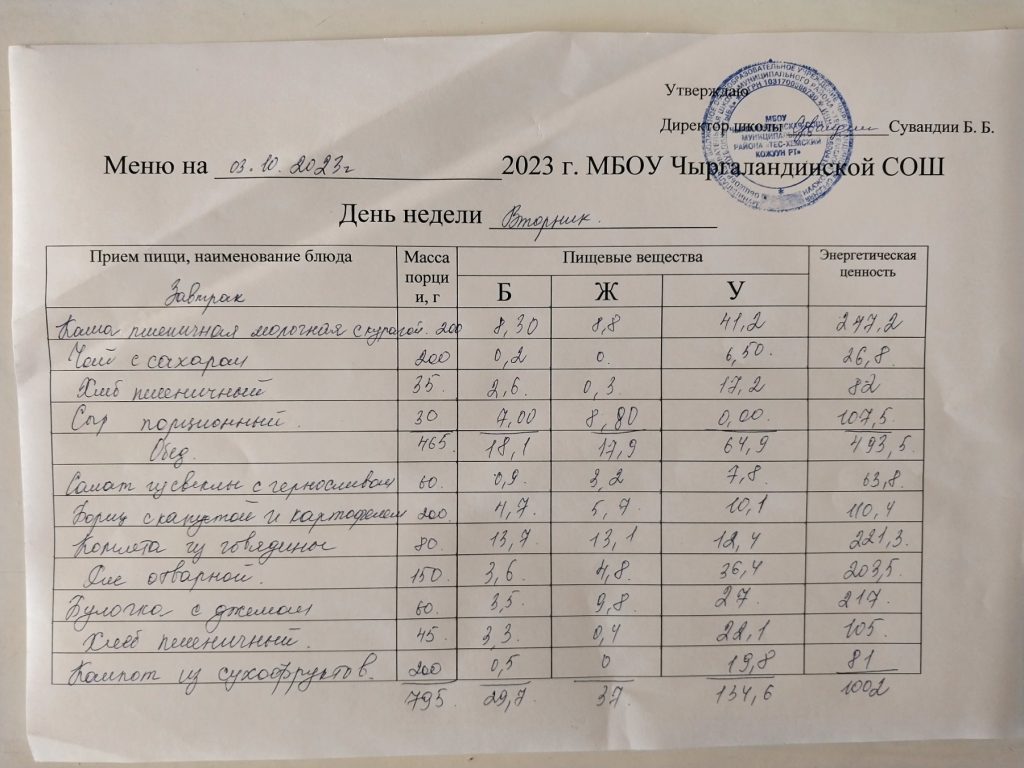 Утверждаю
Директор школы Сувандии Б. Б.
МБОУ
КОЖУУН РТ»
Меню на 03.10.2023г 2023 г. МБОУ Чыргаландинской СОШ
День недели Вторник.
Прием пищи, наименование блюда Масса порции, г Пищевые вещества Энергетическая ценность
Завтрак Б Ж У
Каша пшеничная молочная с курагой. 200 8,30 8,8 41,2 247,2
Чай с сахаром 200 0,2 0. 6,50. 26,8
Хлеб пшеничный 35. 2,6. 0,3 17,2 82
Сыр порционный. 30 7,00 8,80 0,00. 107,5.
Обед. 465. 18,1 17,9 64,9 493,5.
Салат из свеклы с черносливом 60. 0,9 3,2 7,8 63,8.
Борщ с капустой и картофелем 200. 4,7 5,7 10,1 110,4
Котлета из говядины 80. 13,7 13,1 12,4 221,3.
Рис отварной. 150. 3,6 4,8. 36,4 203,5.
Булочка с джемом 60. 3,5 9,8 27. 217.
Хлеб пшеничный. 45. 3,3. 0,4 22,1 105.
Компот из сухофруктов. 200 0,5 0 19,8 81
795. 29,7 37. 134,6 1002